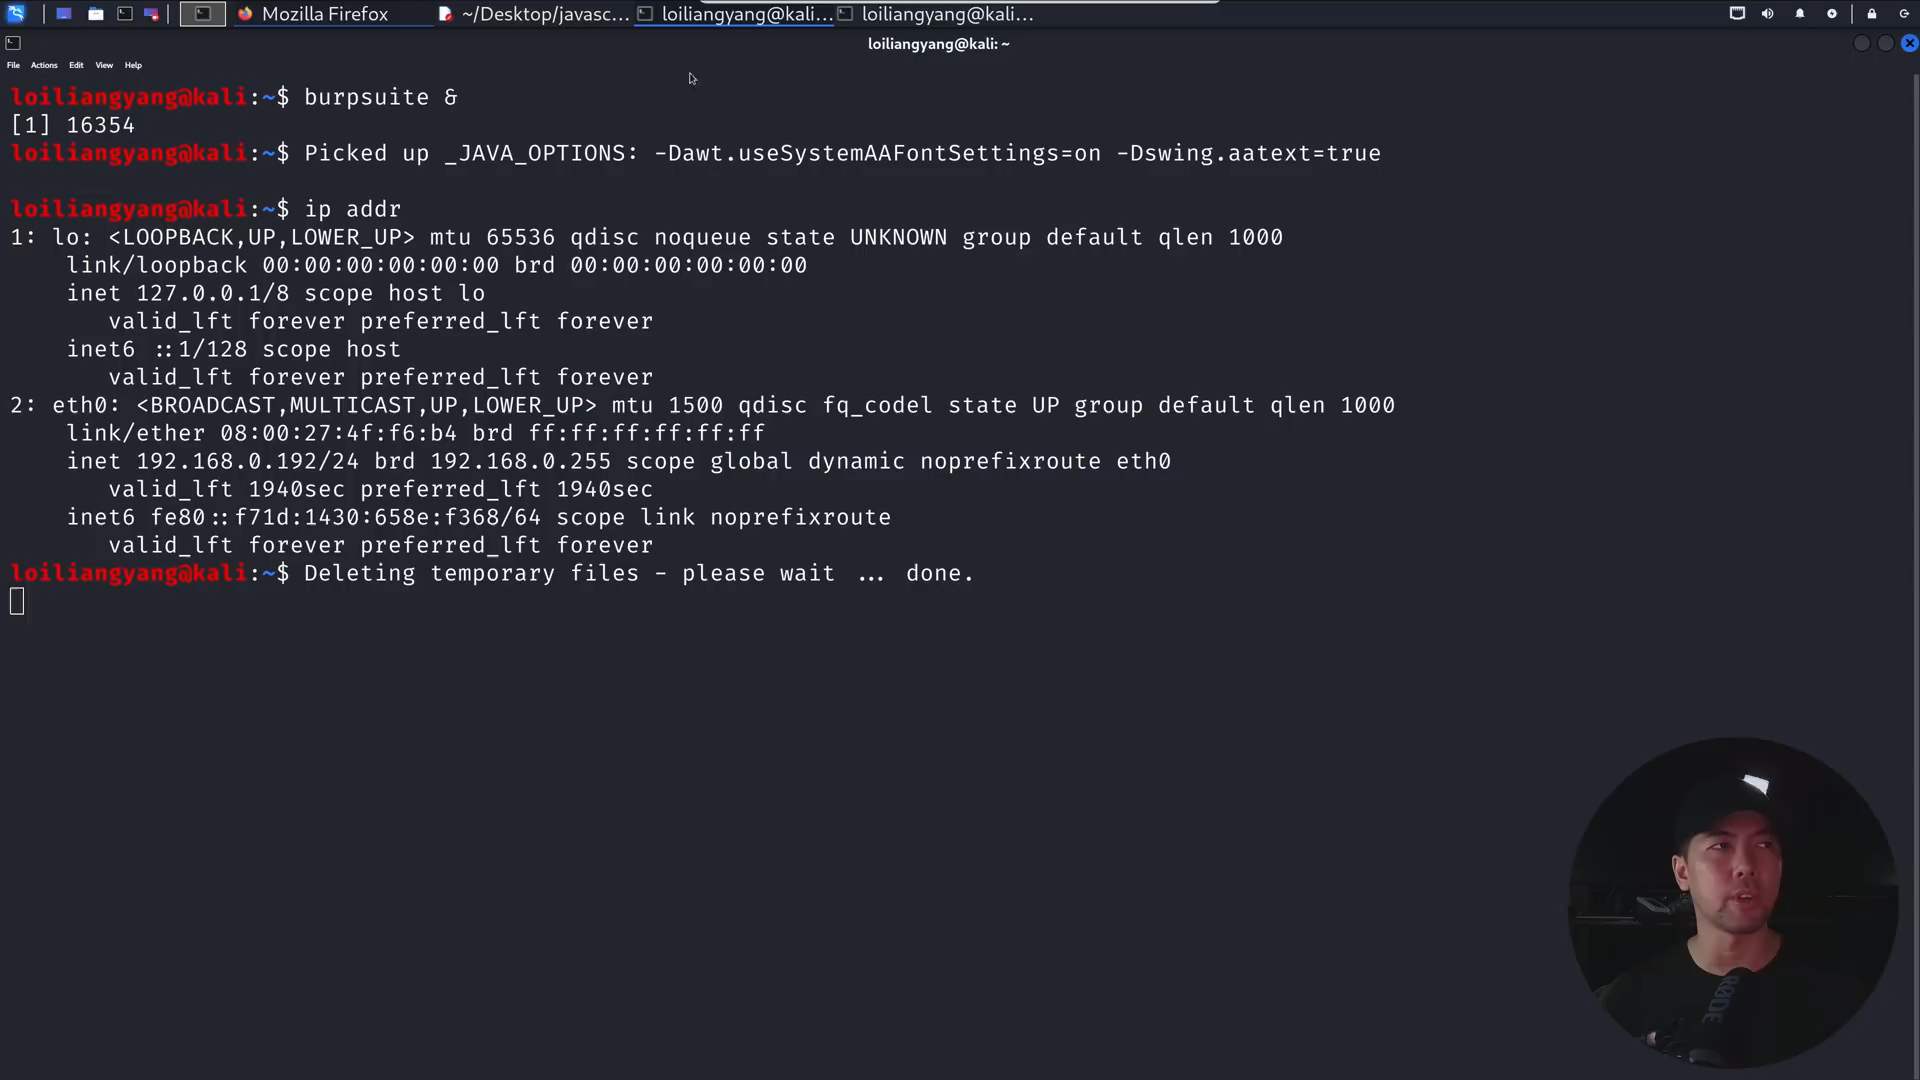 Mozilla Firefox
~/Desktop/javasc...
loiliangyang@kali...
loiliangyang@kali...
loiliangyang@kali: ~
File Actions Edit View Help
loiliangyang@kali:~$ burpsuite &
[1] 16354
loiliangyang@kali:~$ Picked up _JAVA_OPTIONS: -Dawt.useSystemAAFontSettings=on -Dswing.aatext=true
loiliangyang@kali:~$ ip addr
1: lo: <LOOPBACK,UP,LOWER_UP> mtu 65536 qdisc noqueue state UNKNOWN group default qlen 1000
link/loopback 00:00:00:00:00:00 brd 00:00:00:00:00:00
inet 127.0.0.1/8 scope host lo
valid_lft forever preferred_lft forever
inet6 ::1/128 scope host
valid_lft forever preferred_lft forever
2: eth0: <BROADCAST,MULTICAST,UP,LOWER_UP> mtu 1500 qdisc fq_codel state UP group default qlen 1000
link/ether 08:00:27:4f:f6:b4 brd ff:ff:ff:ff:ff:ff
inet 192.168.0.192/24 brd 192.168.0.255 scope global dynamic noprefixroute eth0
valid_lft 1940sec preferred_lft 1940sec
inet6 fe80::f71d:1430:658e:f368/64 scope link noprefixroute
valid_lft forever preferred_lft forever
loiliangyang@kali:~$ Deleting temporary files - please wait ... done.
RØDE